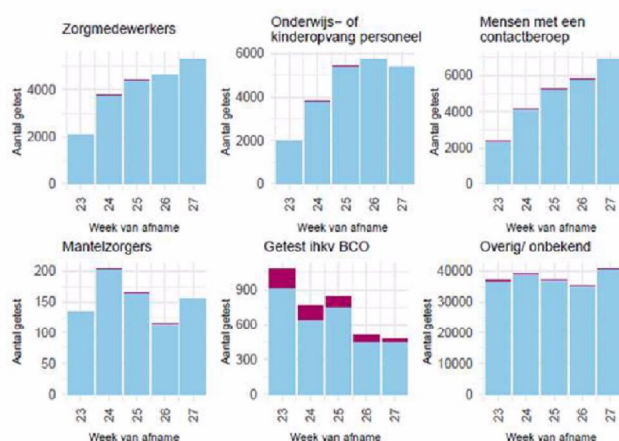 Zorgmedewerkers
Aantal getest
0
2000
4000
23 24 25 26 27
Week van afname
Onderwijs- of
kinderopvang personeel
Aantal getest
0
2000
4000
6000
23 24 25 26 27
Week van afname
Mensen met een
contactberoep
Aantal getest
0
2000
4000
6000
23 24 25 26 27
Week van afname
Mantelzorgers
Aantal getest
0
50
100
150
200
23 24 25 26 27
Week van afname
Getest ihkv BCO
Aantal getest
0
300
600
900
23 24 25 26 27
Week van afname
Overig/ onbekend
Aantal getest
0
10000
20000
30000
40000
23 24 25 26 27
Week van afname